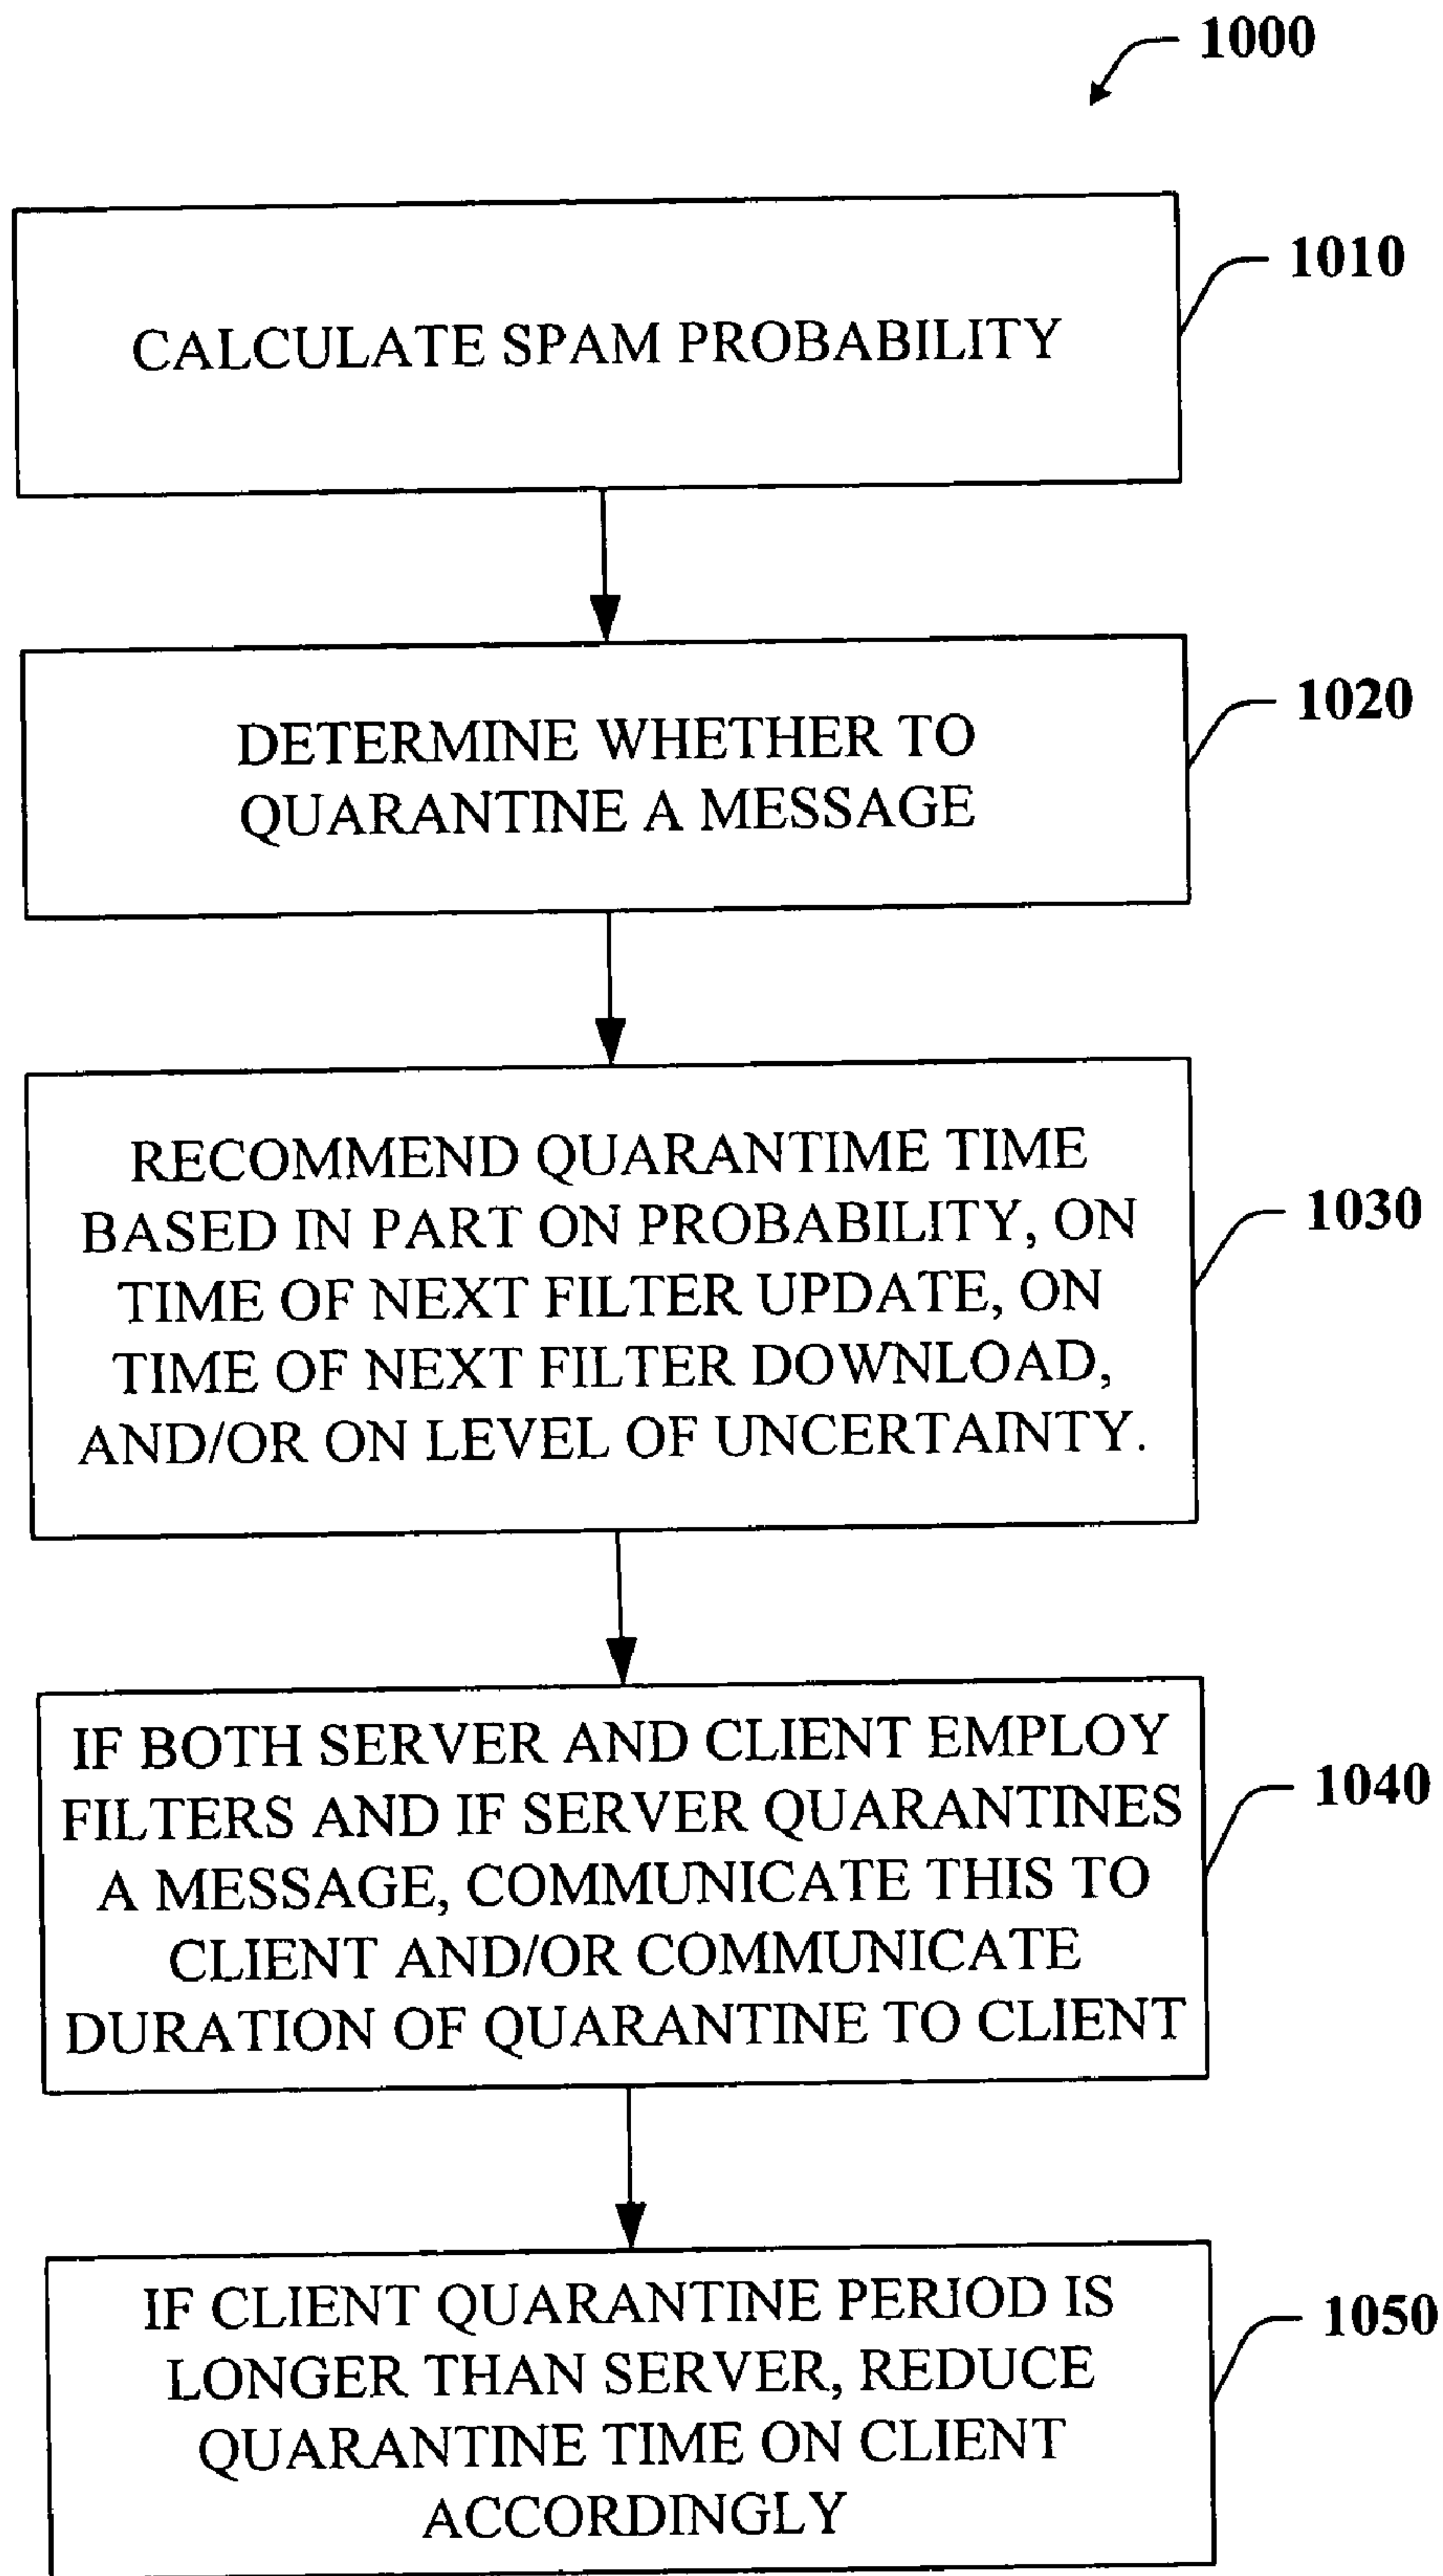 1000
CALCULATE SPAM PROBABILITY
1010
DETERMINE WHETHER TO
QUARANTINE A MESSAGE
1020
RECOMMEND QUARANTIME TIME
BASED IN PART ON PROBABILITY, ON
TIME OF NEXT FILTER UPDATE, ON
TIME OF NEXT FILTER DOWNLOAD,
AND/OR ON LEVEL OF UNCERTAINTY.
1030
IF BOTH SERVER AND CLIENT EMPLOY
FILTERS AND IF SERVER QUARANTINES
A MESSAGE, COMMUNICATE THIS TO
CLIENT AND/OR COMMUNICATE
DURATION OF QUARANTINE TO CLIENT
1040
IF CLIENT QUARANTINE PERIOD IS
LONGER THAN SERVER, REDUCE
QUARANTINE TIME ON CLIENT
ACCORDINGLY
1050